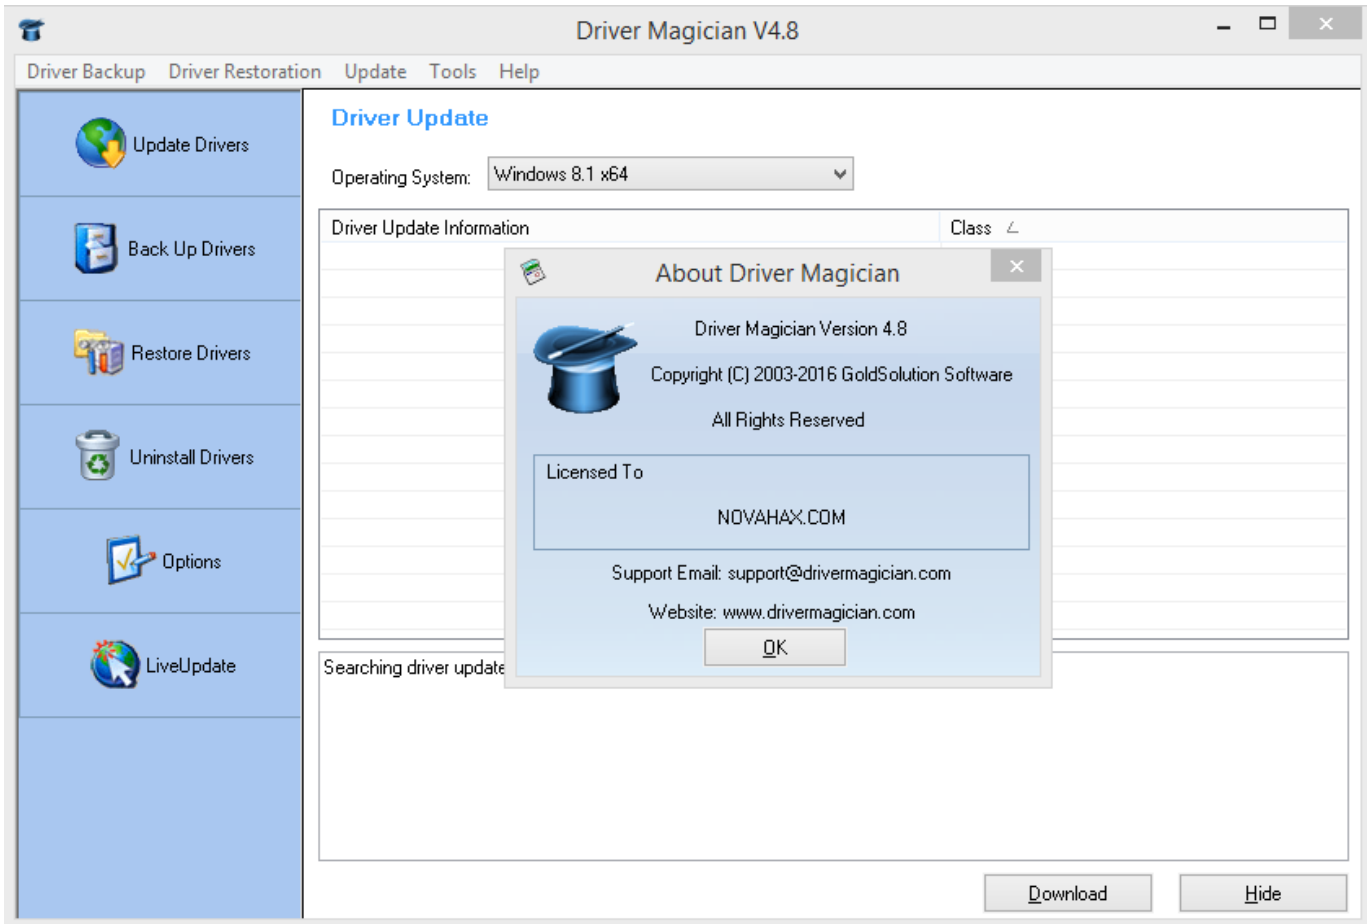 Driver Magician V4.8
Driver Backup Driver Restoration Update Tools Help
Update Drivers
Back Up Drivers
Restore Drivers
Uninstall Drivers
Options
LiveUpdate
Driver Update
Operating System: Windows 8.1 x64
Driver Update Information Class
About Driver Magician
Driver Magician Version 4.8
Copyright (C) 2003-2016 GoldSolution Software
All Rights Reserved
Licensed To
NOVAHAX.COM
Support Email: support@drivermagician.com
Website: www.drivermagician.com
OK
Searching driver update
Download Hide